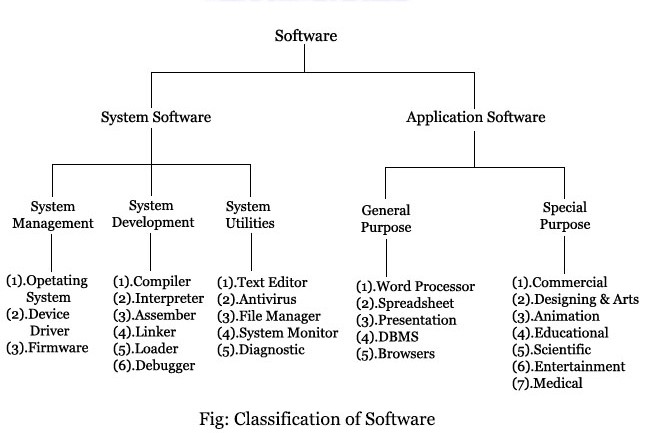 Software
System Software
Application Software
System
Management
System
Development
System
Utilities
General
Purpose
Special
Purpose
(1).Opetating
System
(2).Device
Driver
(3).Firmware
(1).Compiler
(2).Interpreter
(3).Assember
(4).Linker
(5).Loader
(6).Debugger
(1).Text Editor
(2).Antivirus
(3).File Manager
(4).System Monitor
(5).Diagnostic
(1).Word Processor
(2).Spreadsheet
(3).Presentation
(4).DBMS
(5).Browsers
(1).Commercial
(2).Designing & Arts
(3).Animation
(4).Educational
(5).Scientific
(6).Entertainment
(7).Medical
Fig: Classification of Software